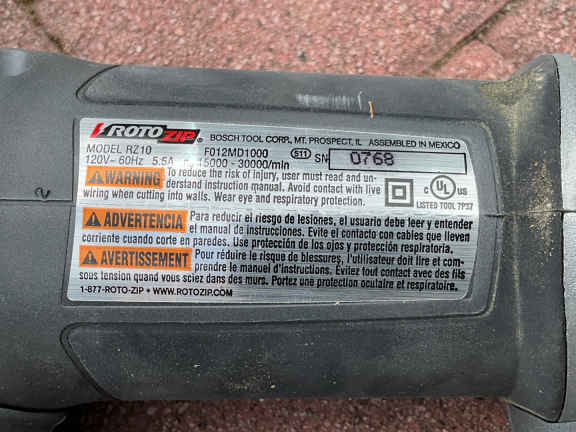 ROTOZIP BOSCH TOOL CORP., MT. PROSPECT, IL ASSEMBLED IN MEXICO
MODEL RZ10 F012MD1000 511 SN 0768
120V~ 60Hz 5.5A 15000 - 30000/min
WARNING To reduce the risk of injury, user must read and un-
derstand instruction manual. Avoid contact with live
wiring when cutting into walls. Wear eye and respiratory protection.
C UL US
LISTED TOOL 7P37
ADVERTENCIA Para reducir el riesgo de lesiones, el usuario debe leer y entender
el manual de instrucciones. Evite el contacto con cables que lleven
corriente cuando corte en paredes. Use protección de los ojos y protección respiratoria.
AVERTISSEMENT Pour réduire le risque de blessures, l'utilisateur doit lire et com-
prendre le manuel d'instructions. Évitez tout contact avec des fils
sous tension quand vous sciez dans des murs. Portez une protection oculaire et respiratoire.
1-877-ROTO-ZIP • WWW.ROTOZIP.COM